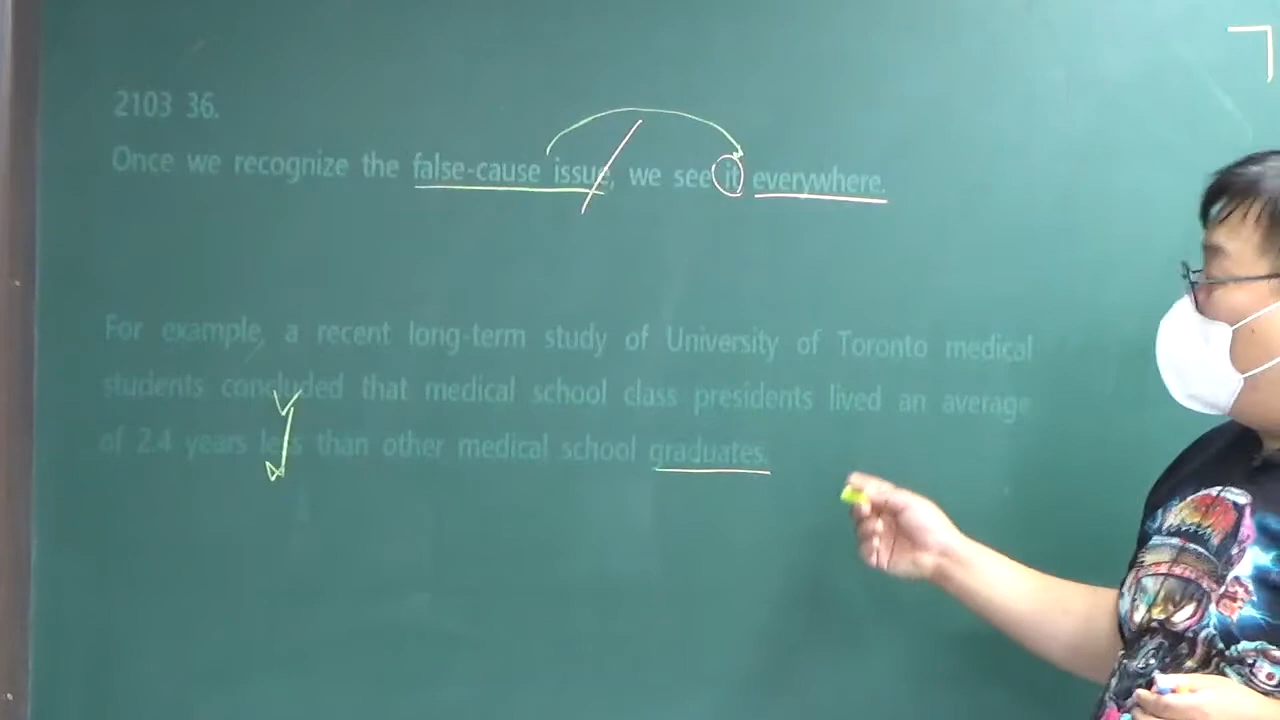 2103 36.
Once we recognize the false-cause issue, we see it everywhere.
For example, a recent long-term study of University of Toronto medical
students concluded that medical school class presidents lived an average
of 2.4 years less than other medical school graduates.